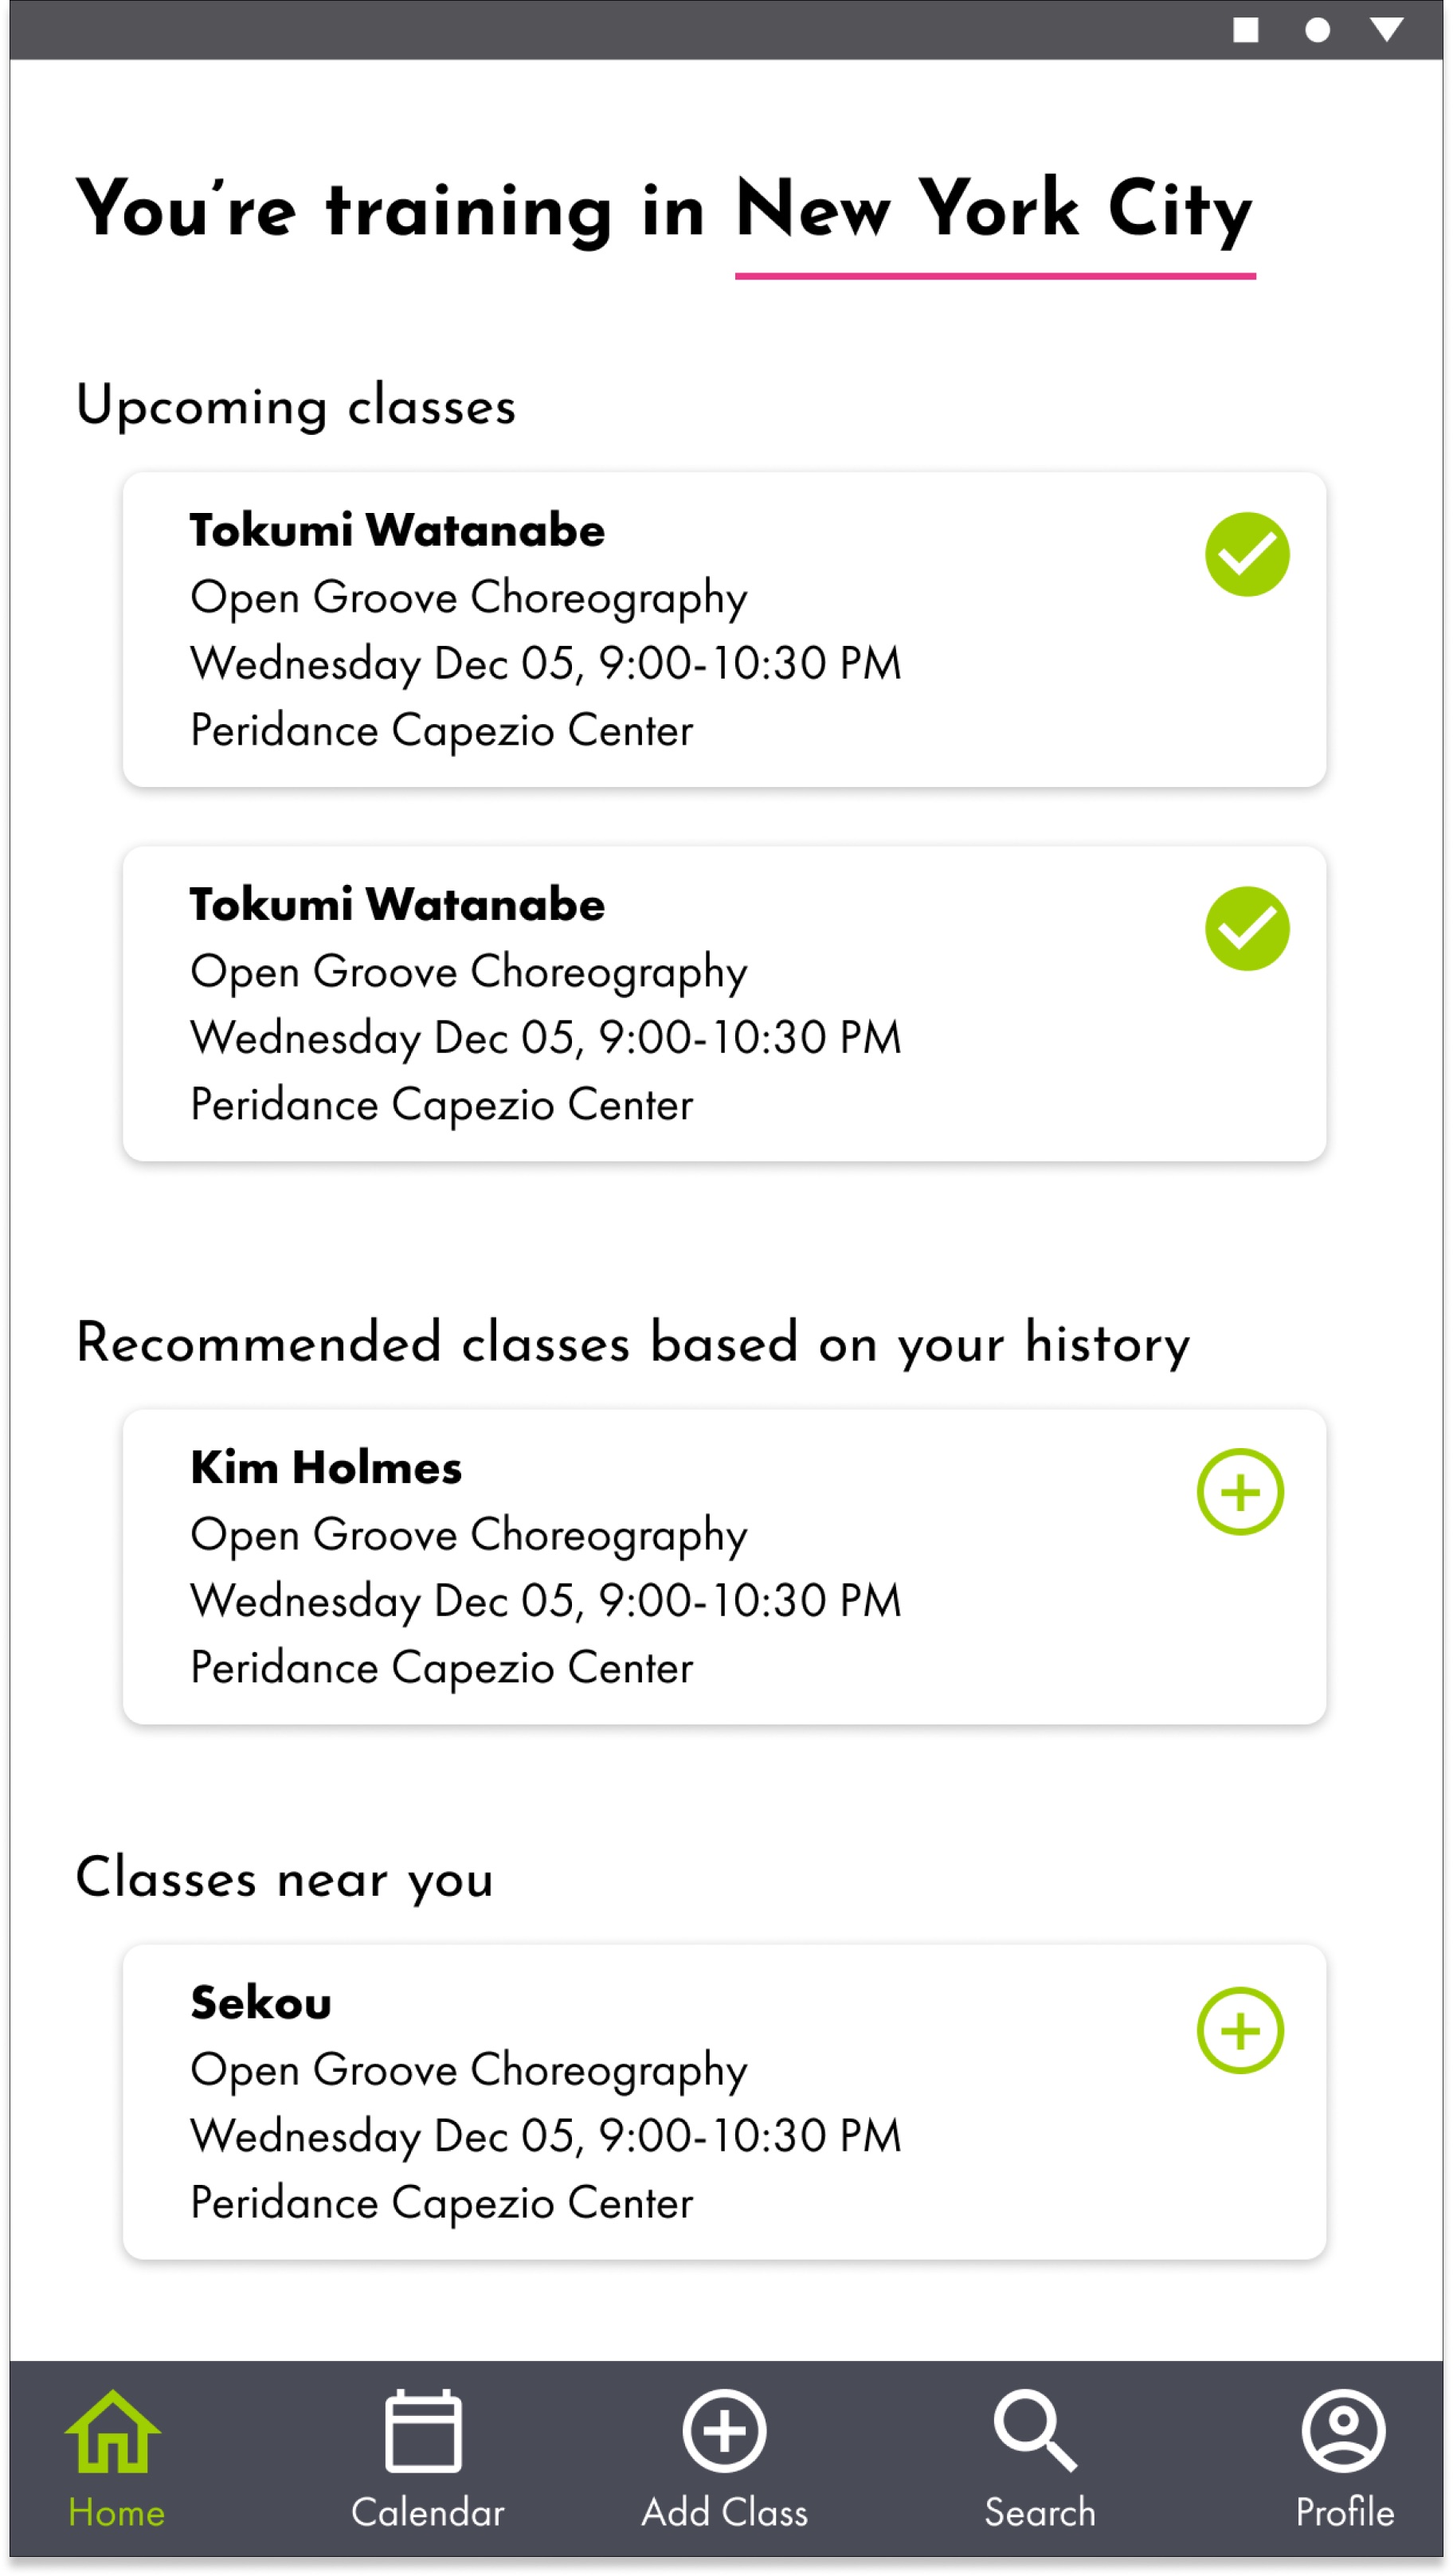 You're training in New York City
Upcoming classes
Tokumi Watanabe
Open Groove Choreography
Wednesday Dec 05, 9:00-10:30 PM
Peridance Capezio Center
Tokumi Watanabe
Open Groove Choreography
Wednesday Dec 05, 9:00-10:30 PM
Peridance Capezio Center
Recommended classes based on your history
Kim Holmes
Open Groove Choreography
Wednesday Dec 05, 9:00-10:30 PM
Peridance Capezio Center
Classes near you
Sekou
Open Groove Choreography
Wednesday Dec 05, 9:00-10:30 PM
Peridance Capezio Center
Home Calendar Add Class Search Profile